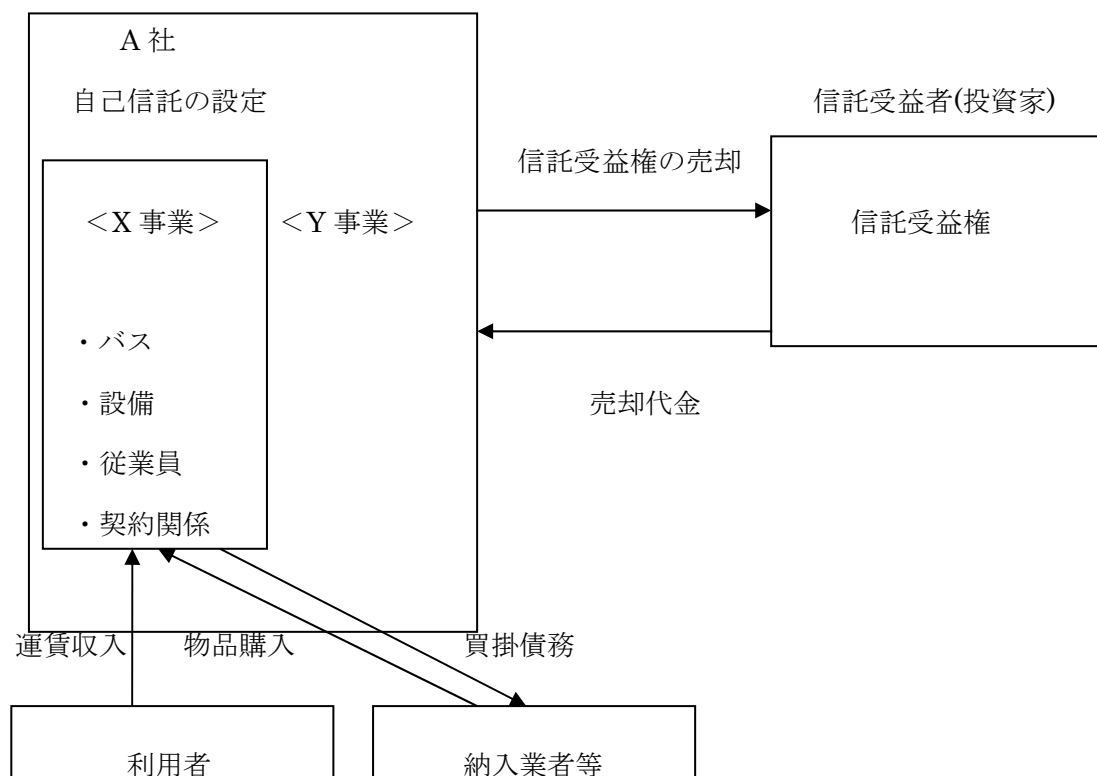 A 社
自己信託の設定
信託受益者(投資家)
信託受益権の売却
<X 事業>
<Y 事業>
信託受益権
・バス
・設備
・従業員
・契約関係
売却代金
運賃収入
物品購入
買掛債務
利用者
納入業者等